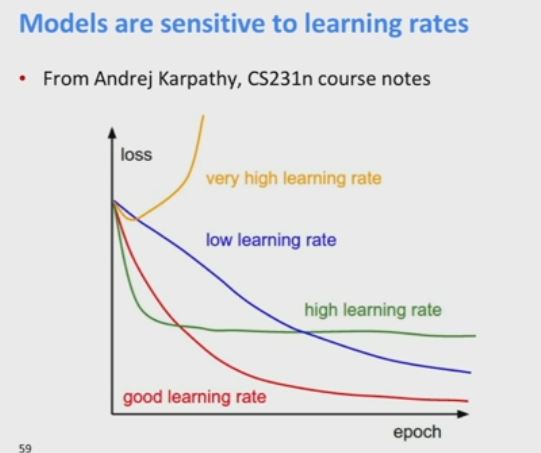 Models are sensitive to learning rates
• From Andrej Karpathy, CS231n course notes
loss
very high learning rate
low learning rate
high learning rate
good learning rate
epoch
59